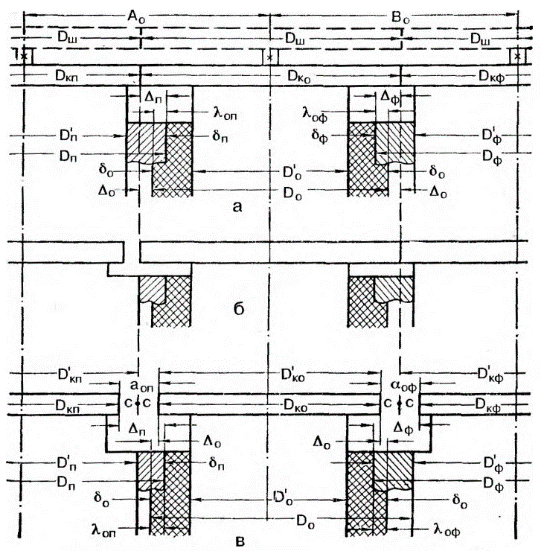 Aо Bо
Dш Dш Dш
Dкп Dко Dкф
Δп Δф
λоп λоф
D′п δп δф D′ф
Dп δо D′о δо Dф
Δо Dо Δо
а
б
D′кп аоп D′ко αоф D′кф
Dкп с с Dко с с Dкф
Δп Δо Δо Δф
D′п δп D′ф
Dп Dф
δо D′о δо
λоп Dо λоф
в